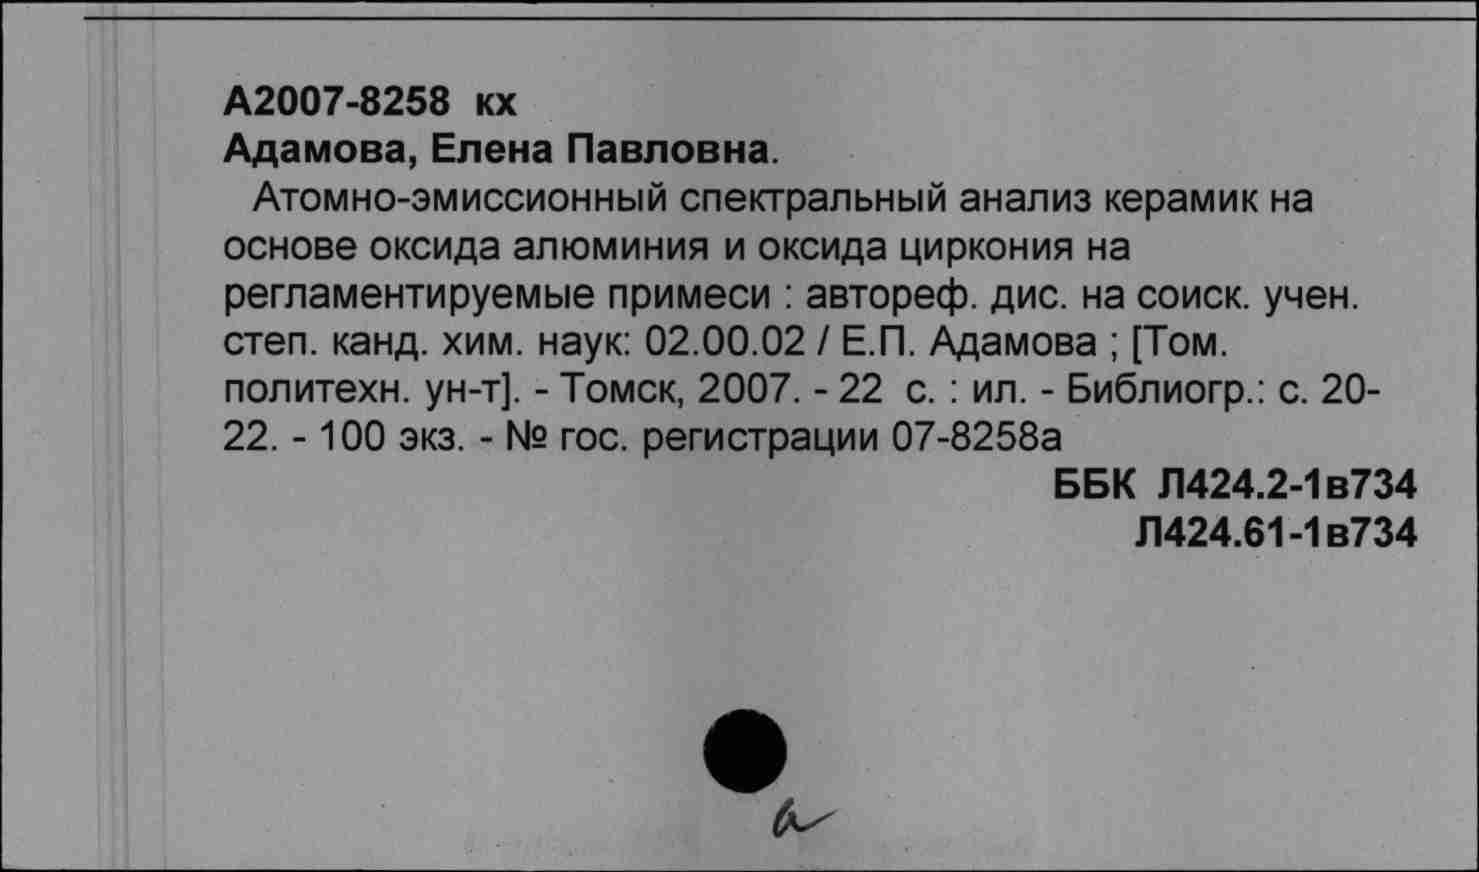 А2007-8258 кх
Адамова, Елена Павловна.
Атомно-эмиссионный спектральный анализ керамик на
основе оксида алюминия и оксида циркония на
регламентируемые примеси : автореф. дис. на соиск. учен.
степ. канд. хим. наук: 02.00.02 / Е.П. Адамова ; [Том.
политехн. ун-т]. - Томск, 2007. - 22 с. : ил. - Библиогр.: с. 20-
22. - 100 экз. - № гос. регистрации 07-8258а
ББК Л424.2-1в734
Л424.61-1в734